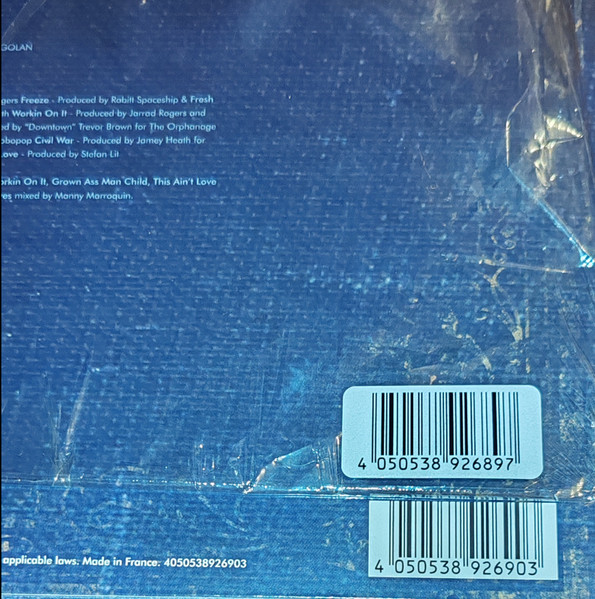 GOLAN
gers Freeze - Produced by Rabitt Spaceship & Fresh
th Workin On It - Produced by Jarrad Rogers and
ed by "Downtown" Trevor Brown for The Orphanage
obopop Civil War - Produced by Jamey Heath for
Love - Produced by Stefan Lit
orkin On It, Grown Ass Man Child, This Ain't Love
yes mixed by Manny Marroquin.
4 050538 926897
applicable laws. Made in France. 4050538926903
4 050538 926903